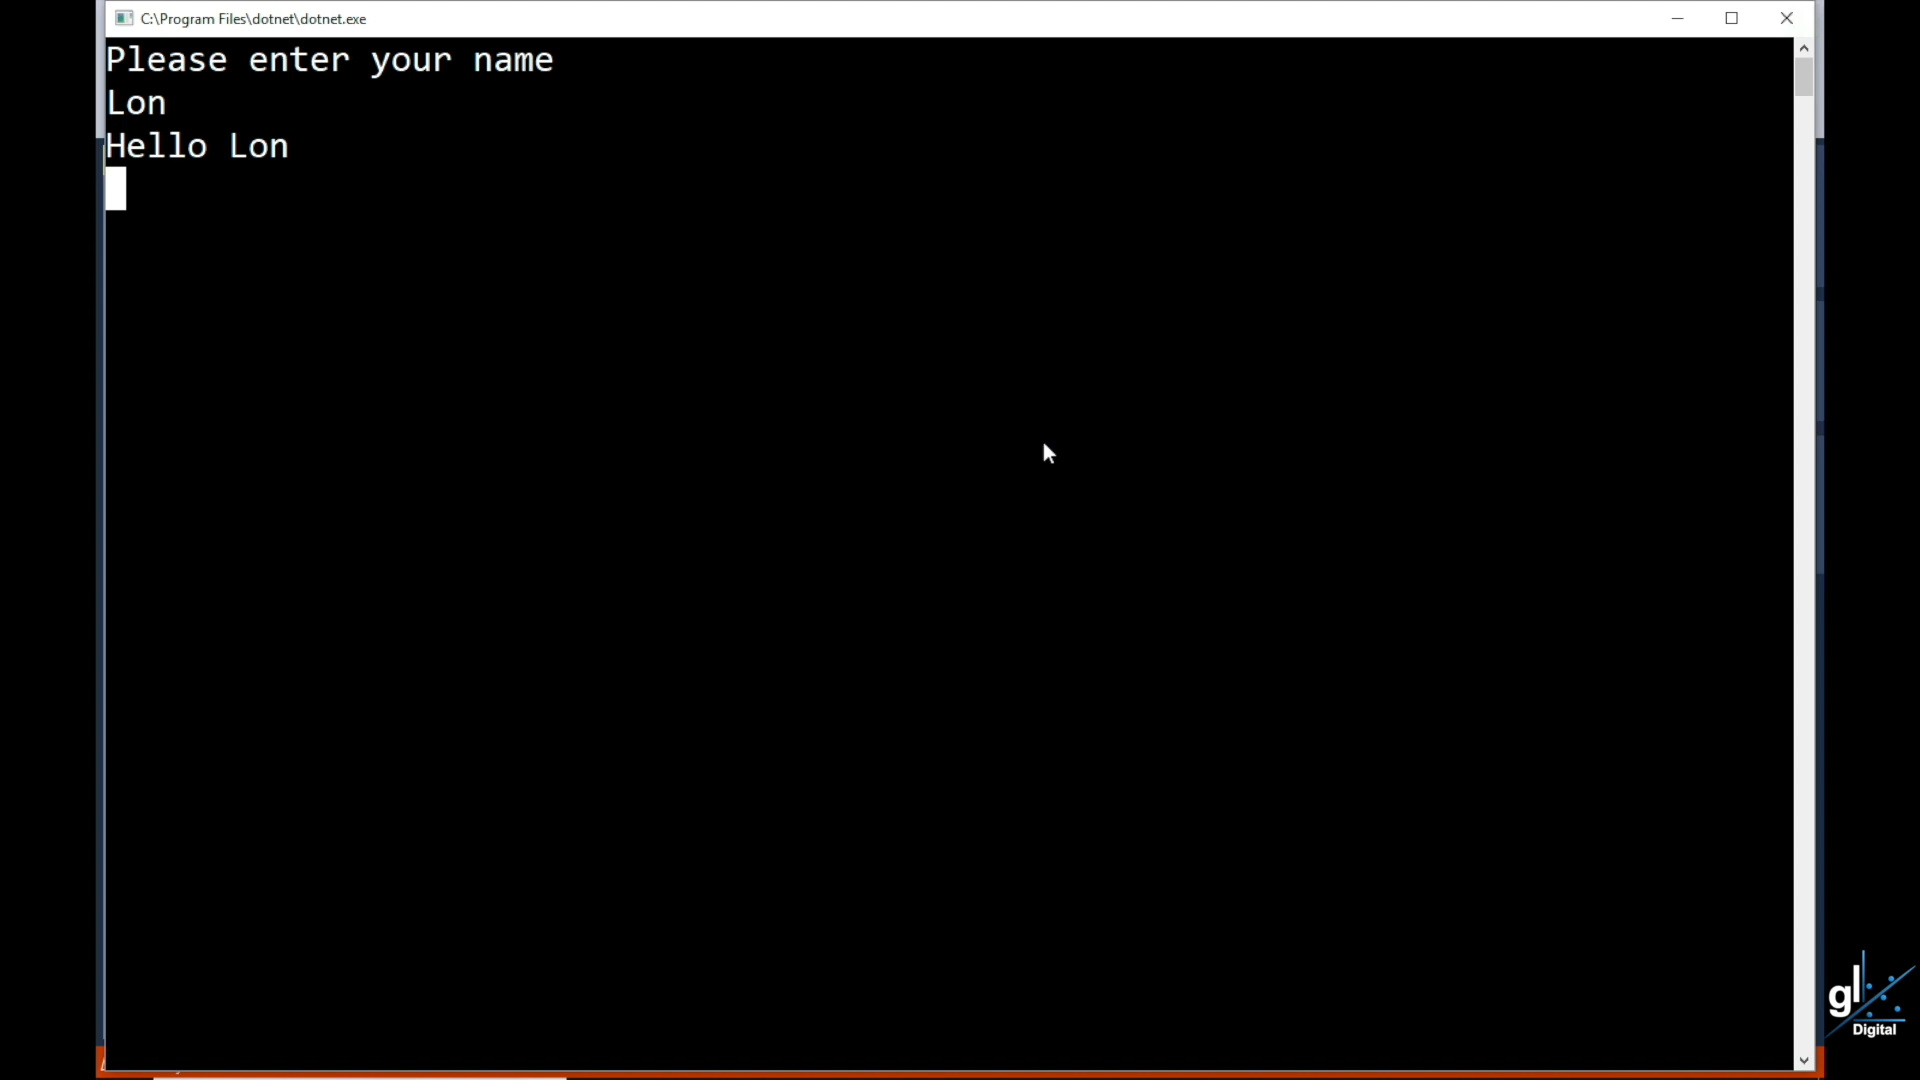 C:\Program Files\dotnet\dotnet.exe
Please enter your name
Lon
Hello Lon
gl
Digital